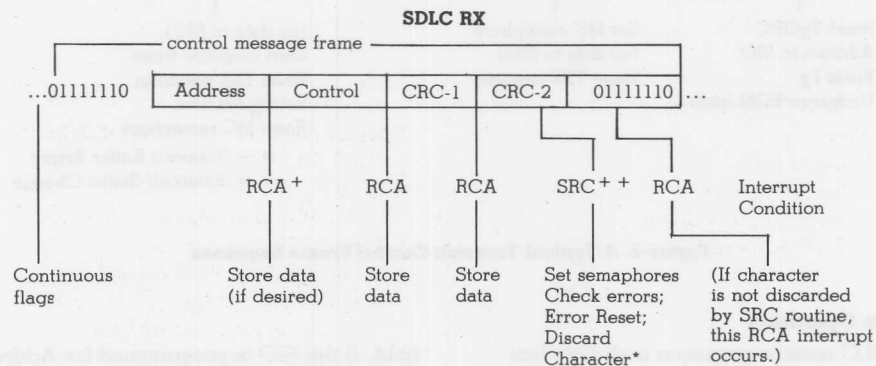 SDLC RX
control message frame
...01111110 Address Control CRC-1 CRC-2 01111110 ...
RCA+ RCA RCA SRC++ RCA Interrupt
Condition
Continuous
flags
Store data
(if desired)
Store
data
Store
data
Set semaphores
Check errors;
Error Reset;
Discard
Character*
(If character
is not discarded
by SRC routine,
this RCA interrupt
occurs.)